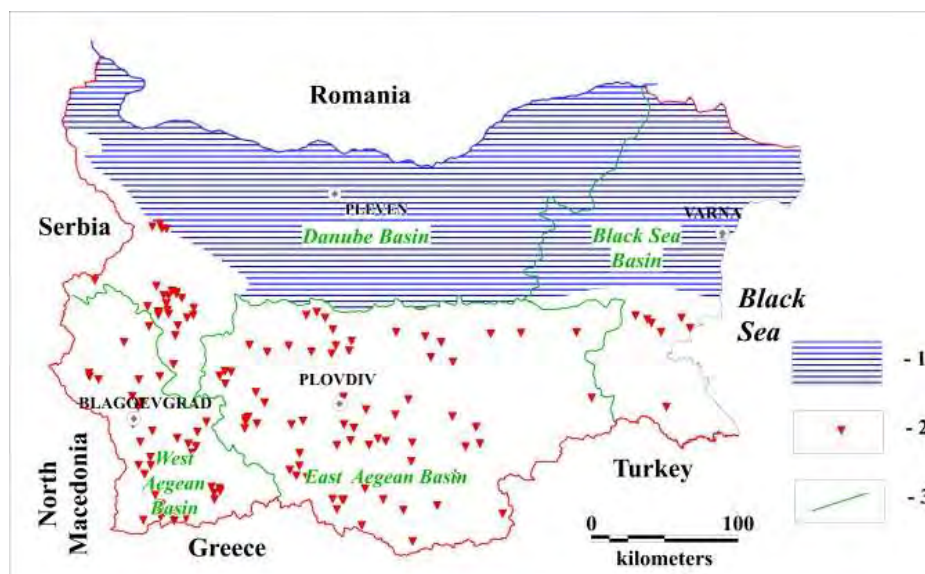 Romania
PLEVEN
VARNA
Serbia
Danube Basin
Black Sea
Basin
Black
Sea
- 1
PLOVDIV
BLAGOEVGRAD
- 2
West
Aegean
Basin
East Aegean Basin
Turkey
North
Macedonia
- 3
Greece
0
100
kilometers